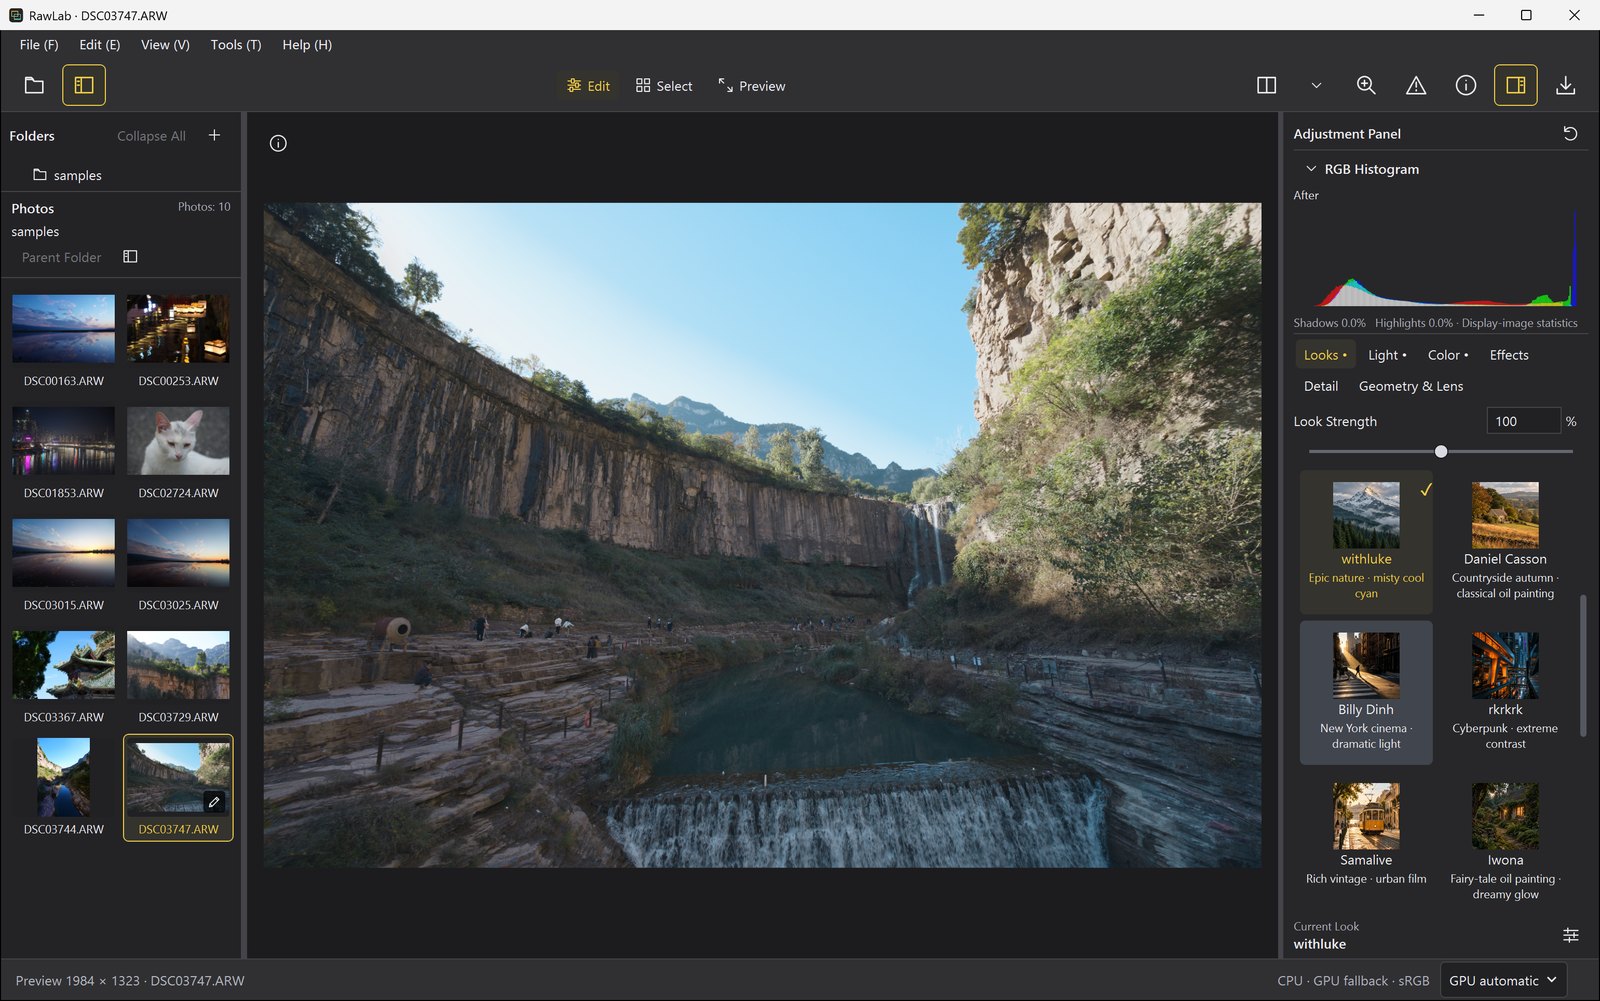 RawLab · DSC03747.ARW
File (F) Edit (E) View (V) Tools (T) Help (H)
Edit Select Preview
Folders Collapse All
samples
Photos Photos: 10
samples
Parent Folder
DSC00163.ARW DSC00253.ARW
DSC01853.ARW DSC02724.ARW
DSC03015.ARW DSC03025.ARW
DSC03367.ARW DSC03729.ARW
DSC03744.ARW DSC03747.ARW
Adjustment Panel
RGB Histogram
After
Shadows 0.0% Highlights 0.0% · Display-image statistics
Looks • Light • Color • Effects
Detail Geometry & Lens
Look Strength 100 %
withluke
Epic nature · misty cool
cyan
Daniel Casson
Countryside autumn ·
classical oil painting
Billy Dinh
New York cinema ·
dramatic light
rkrkrk
Cyberpunk · extreme
contrast
Samalive
Rich vintage · urban film
Iwona
Fairy-tale oil painting ·
dreamy glow
Current Look
withluke
Preview 1984 × 1323 · DSC03747.ARW
CPU · GPU fallback · sRGB GPU automatic